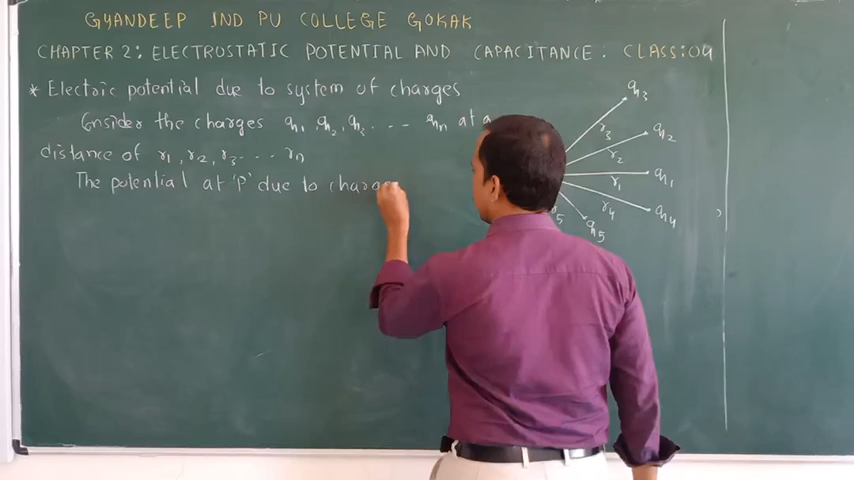 GYANDEEP IND PU COLLEGE GOKAK
CHAPTER 2: ELECTROSTATIC POTENTIAL AND CAPACITANCE. CLASS:04
* Electric potential due to system of charges
Consider the charges q1, q2, q3 . . . -- qn at a
distance of r1, r2, r3 - . . . rn
The potential at 'P' due to charge
q3
r3
q2
r2
q1
r1
r4
q4
r5
q5